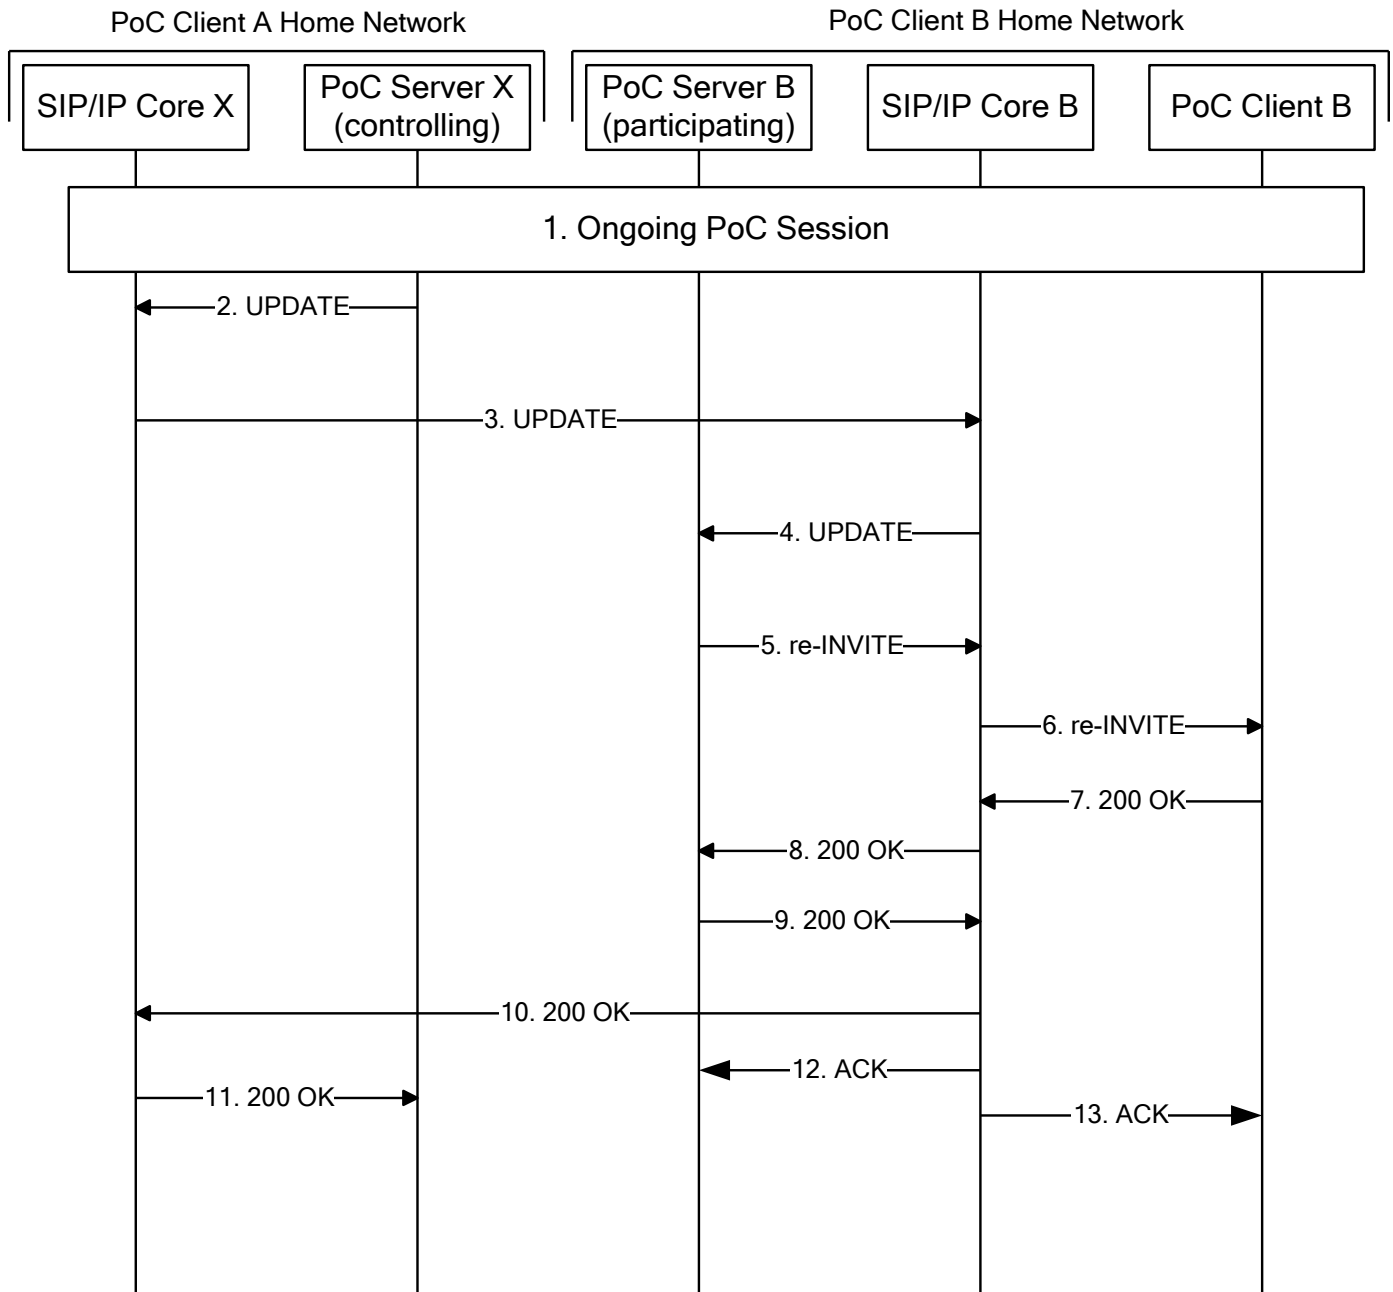 PoC Client A Home Network
PoC Client B Home Network
SIP/IP Core X
PoC Server X
(controlling)
PoC Server B
(participating)
SIP/IP Core B
PoC Client B
1. Ongoing PoC Session
2. UPDATE
3. UPDATE
4. UPDATE
5. re-INVITE
6. re-INVITE
7. 200 OK
8. 200 OK
9. 200 OK
10. 200 OK
12. ACK
11. 200 OK
13. ACK